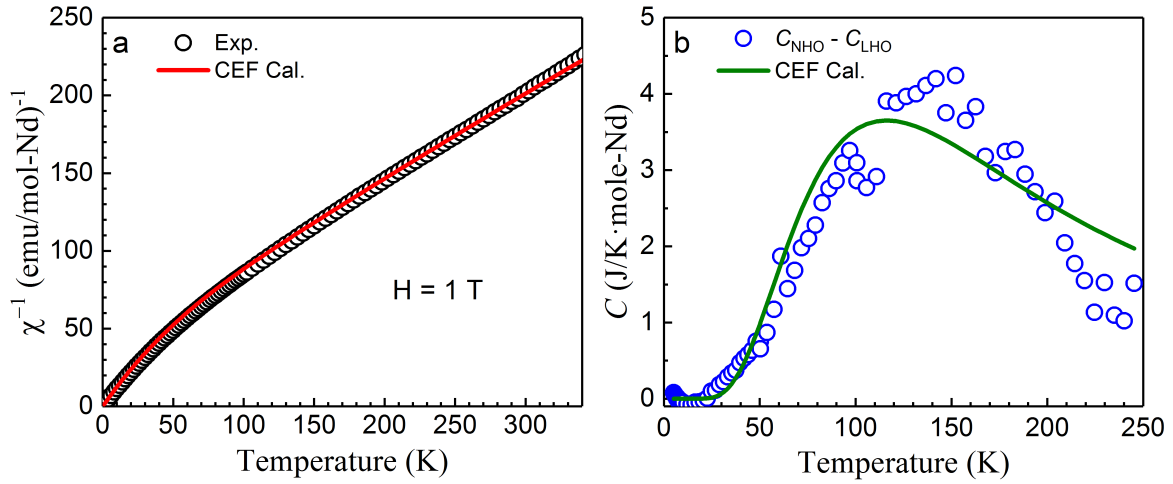 a
Exp.
CEF Cal.
H = 1 T
χ⁻¹ (emu/mol-Nd)⁻¹
250
200
150
100
50
0
0 50 100 150 200 250 300
Temperature (K)
b
C_NHO - C_LHO
CEF Cal.
C (J/K·mole-Nd)
5
4
3
2
1
0
0 50 100 150 200 250
Temperature (K)